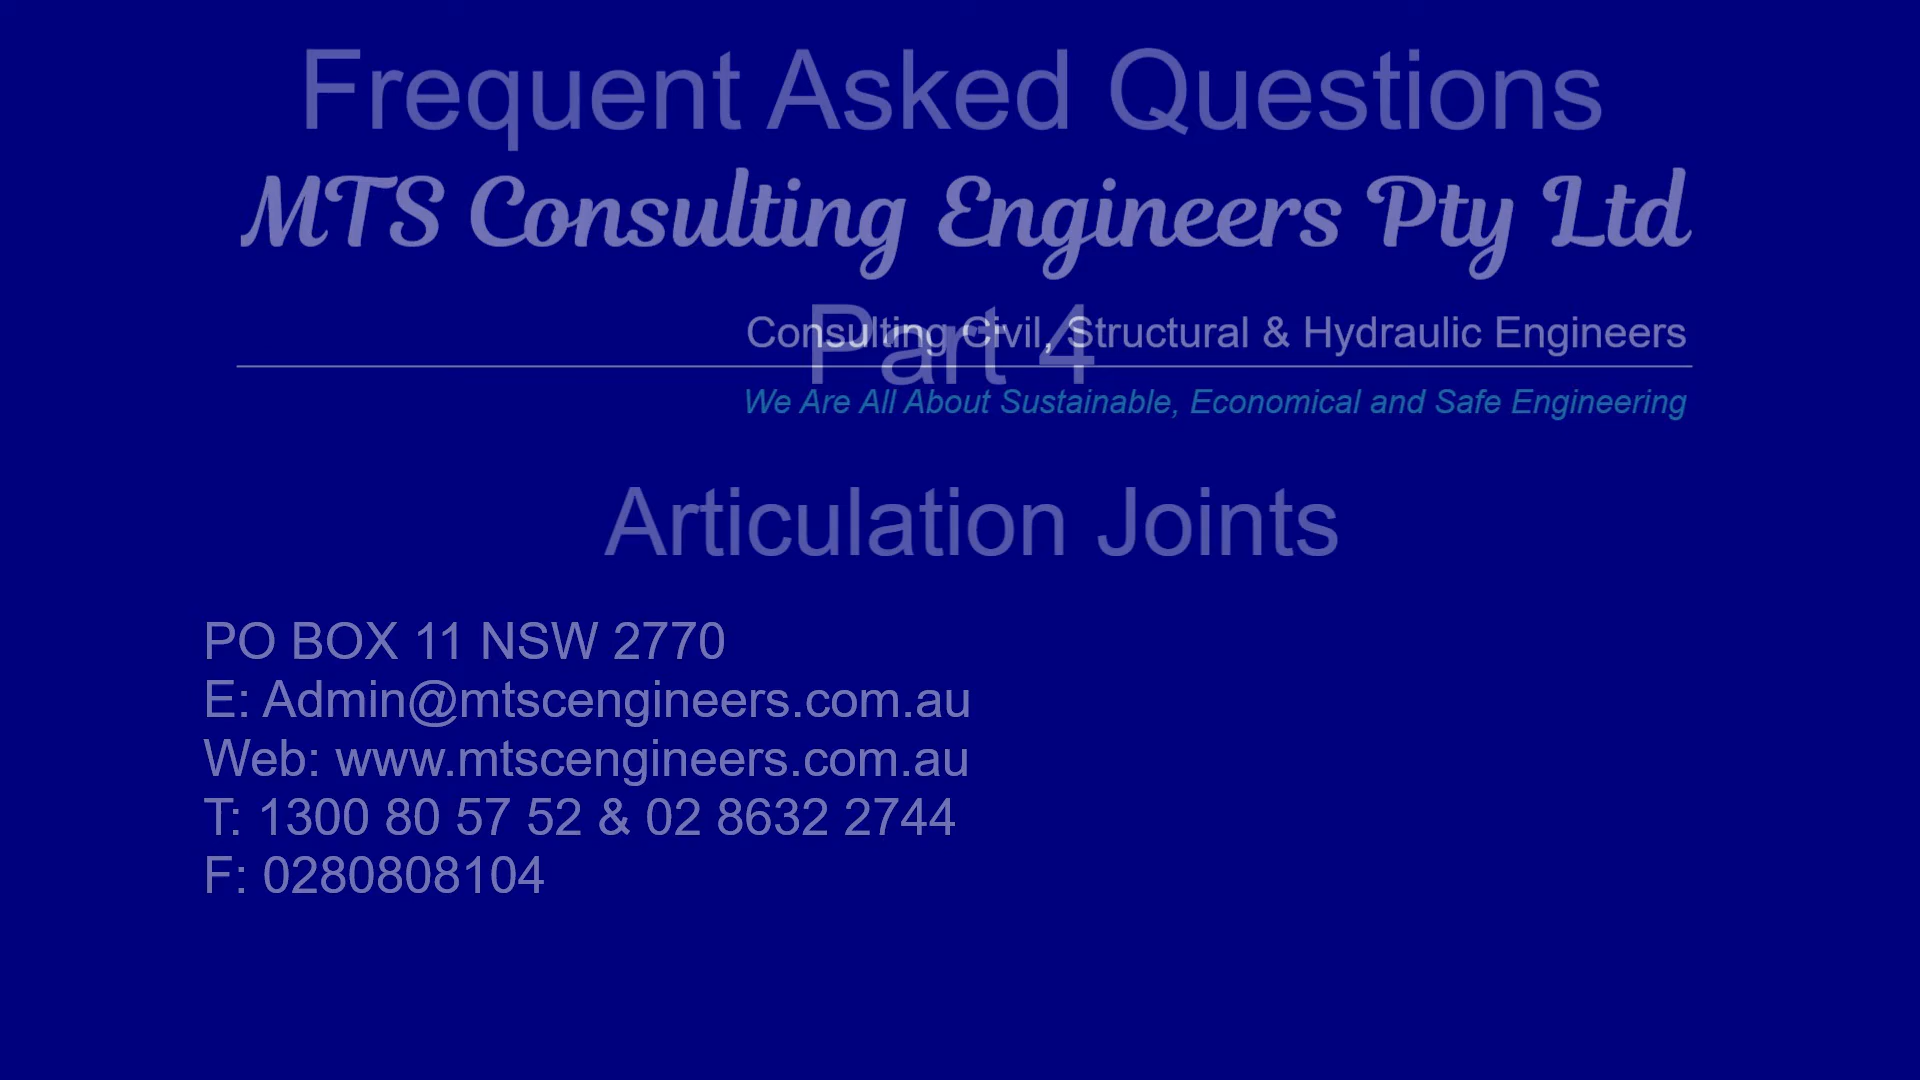 Frequent Asked Questions
MTS Consulting Engineers Pty Ltd
Part 4
Consulting Civil, Structural & Hydraulic Engineers
We Are All About Sustainable, Economical and Safe Engineering
Articulation Joints
PO BOX 11 NSW 2770
E: Admin@mtscengineers.com.au
Web: www.mtscengineers.com.au
T: 1300 80 57 52 & 02 8632 2744
F: 0280808104